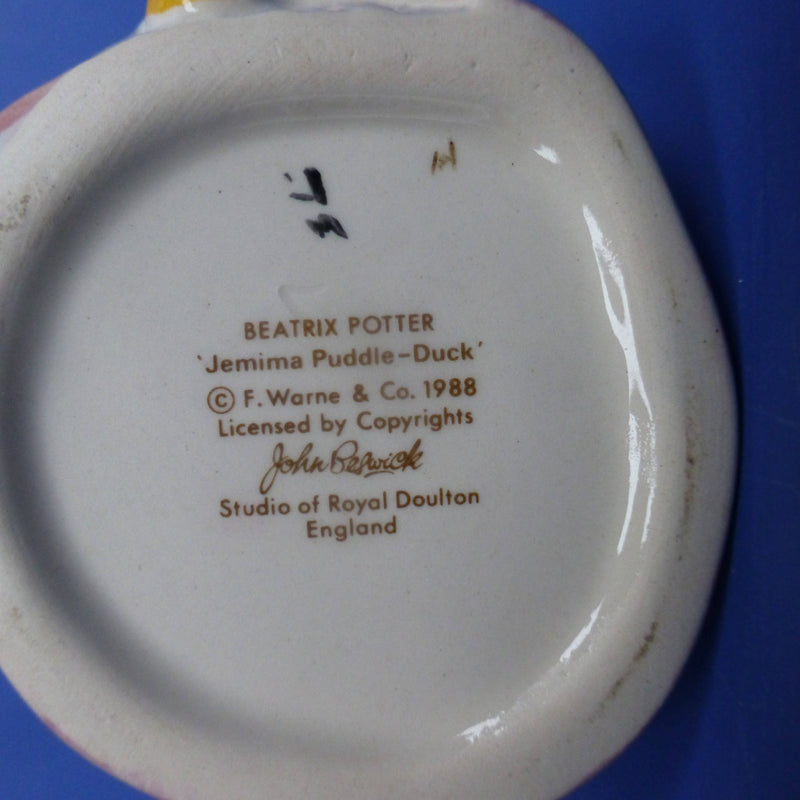 BEATRIX POTTER
'Jemima Puddle-Duck'
© F. Warne & Co. 1988
Licensed by Copyrights
John Beswick
Studio of Royal Doulton
England